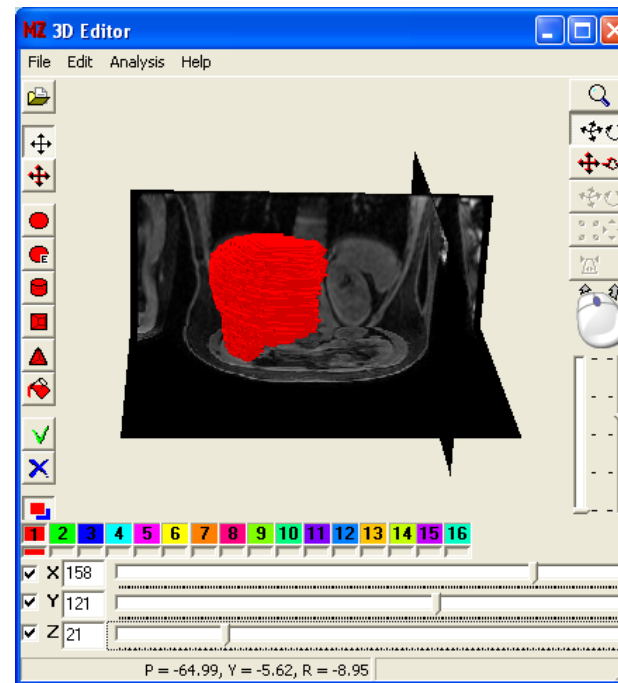 MZ 3D Editor
File Edit Analysis Help
E
1 2 3 4 5 6 7 8 9 10 11 12 13 14 15 16
X 158
Y 121
Z 21
P = -64.99, Y = -5.62, R = -8.95